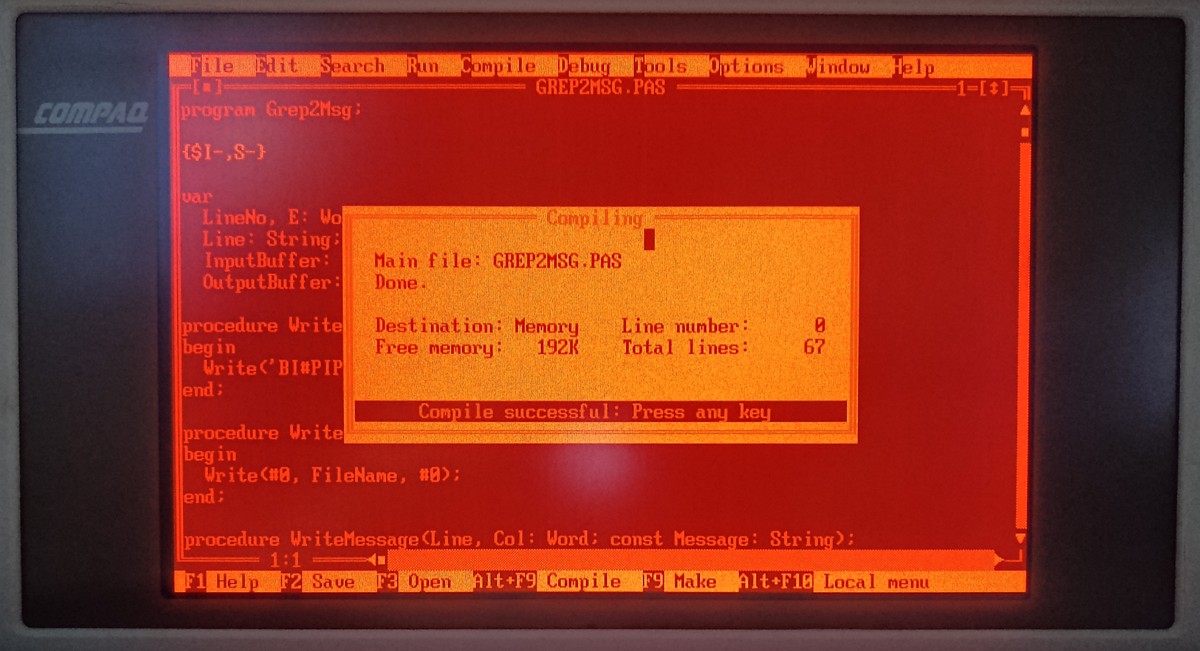 COMPAQ
File Edit Search Run Compile Debug Tools Options Window Help
[■] GREP2MSG.PAS 1=[↕]
program Grep2Msg;
{$I-,S-}
var
LineNo, E: Wo
Line: String;
InputBuffer:
OutputBuffer:
procedure Write
begin
Write('BI#PIP
end;
procedure Write
begin
Write(#0, FileName, #0);
end;
procedure WriteMessage(Line, Col: Word; const Message: String);
Compiling
Main file: GREP2MSG.PAS
Done.
Destination: Memory Line number: 0
Free memory: 192K Total lines: 67
Compile successful: Press any key
1:1
F1 Help F2 Save F3 Open Alt+F9 Compile F9 Make Alt+F10 Local menu